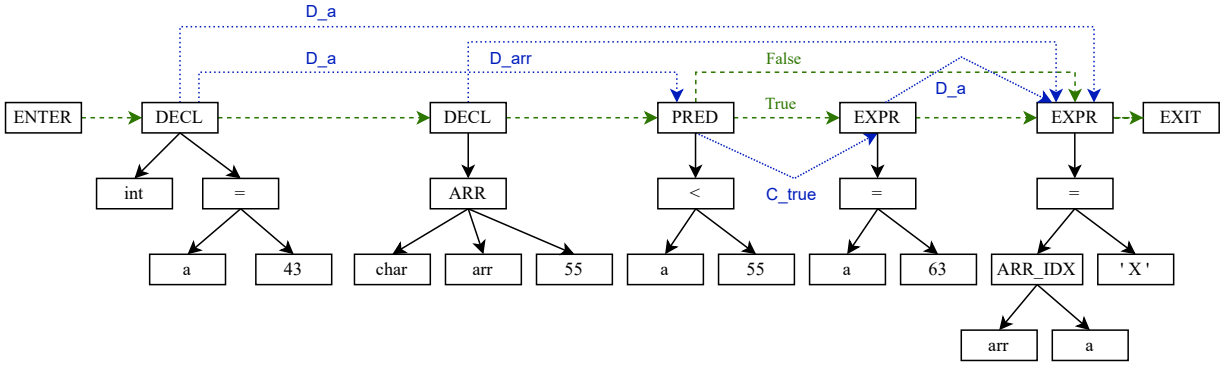 D_a
D_a
D_arr
False
D_a
True
ENTER
DECL
DECL
PRED
EXPR
EXPR
EXIT
C_true
int
=
ARR
<
=
=
a
43
char
arr
55
a
55
a
63
ARR_IDX
' X '
arr
a